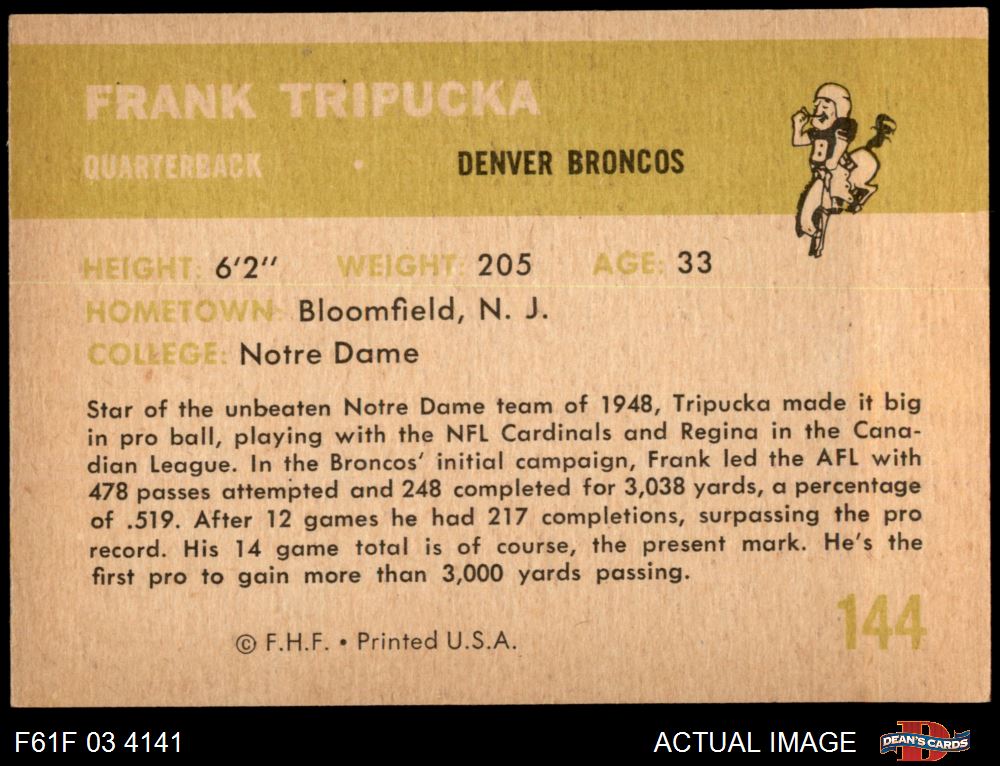 FRANK TRIPUCKA
QUARTERBACK • DENVER BRONCOS
HEIGHT: 6'2" WEIGHT: 205 AGE: 33
HOMETOWN: Bloomfield, N. J.
COLLEGE: Notre Dame
Star of the unbeaten Notre Dame team of 1948, Tripucka made it big
in pro ball, playing with the NFL Cardinals and Regina in the Cana-
dian League. In the Broncos' initial campaign, Frank led the AFL with
478 passes attempted and 248 completed for 3,038 yards, a percentage
of .519. After 12 games he had 217 completions, surpassing the pro
record. His 14 game total is of course, the present mark. He's the
first pro to gain more than 3,000 yards passing.
144
© F.H.F. • Printed U.S.A.
F61F 03 4141
ACTUAL IMAGE
D
DEAN'S CARDS